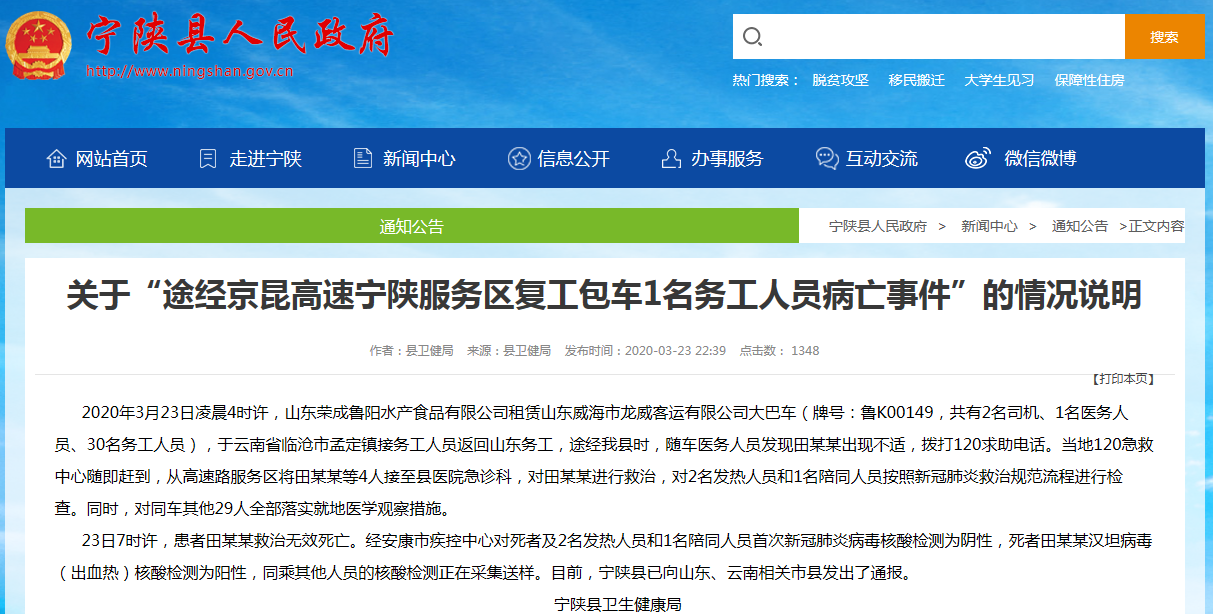 宁陕县人民政府
http://www.ningshan.gov.cn
搜索
热门搜索： 脱贫攻坚 移民搬迁 大学生见习 保障性住房
网站首页 走进宁陕 新闻中心 信息公开 办事服务 互动交流 微信微博
通知公告
宁陕县人民政府 > 新闻中心 > 通知公告 >正文内容
关于“途经京昆高速宁陕服务区复工包车1名务工人员病亡事件”的情况说明
作者：县卫健局 来源：县卫健局 发布时间：2020-03-23 22:39 点击数： 1348
【打印本页】
2020年3月23日凌晨4时许，山东荣成鲁阳水产食品有限公司租赁山东威海市龙威客运有限公司大巴车（牌号：鲁K00149，共有2名司机、1名医务人
员、30名务工人员），于云南省临沧市孟定镇接务工人员返回山东务工，途经我县时，随车医务人员发现田某某出现不适，拨打120求助电话。当地120急救
中心随即赶到，从高速路服务区将田某某等4人接至县医院急诊科，对田某某进行救治，对2名发热人员和1名陪同人员按照新冠肺炎救治规范流程进行检
查。同时，对同车其他29人全部落实就地医学观察措施。
23日7时许，患者田某某救治无效死亡。经安康市疾控中心对死者及2名发热人员和1名陪同人员首次新冠肺炎病毒核酸检测为阴性，死者田某某汉坦病毒
（出血热）核酸检测为阳性，同乘其他人员的核酸检测正在采集送样。目前，宁陕县已向山东、云南相关市县发出了通报。
宁陕县卫生健康局